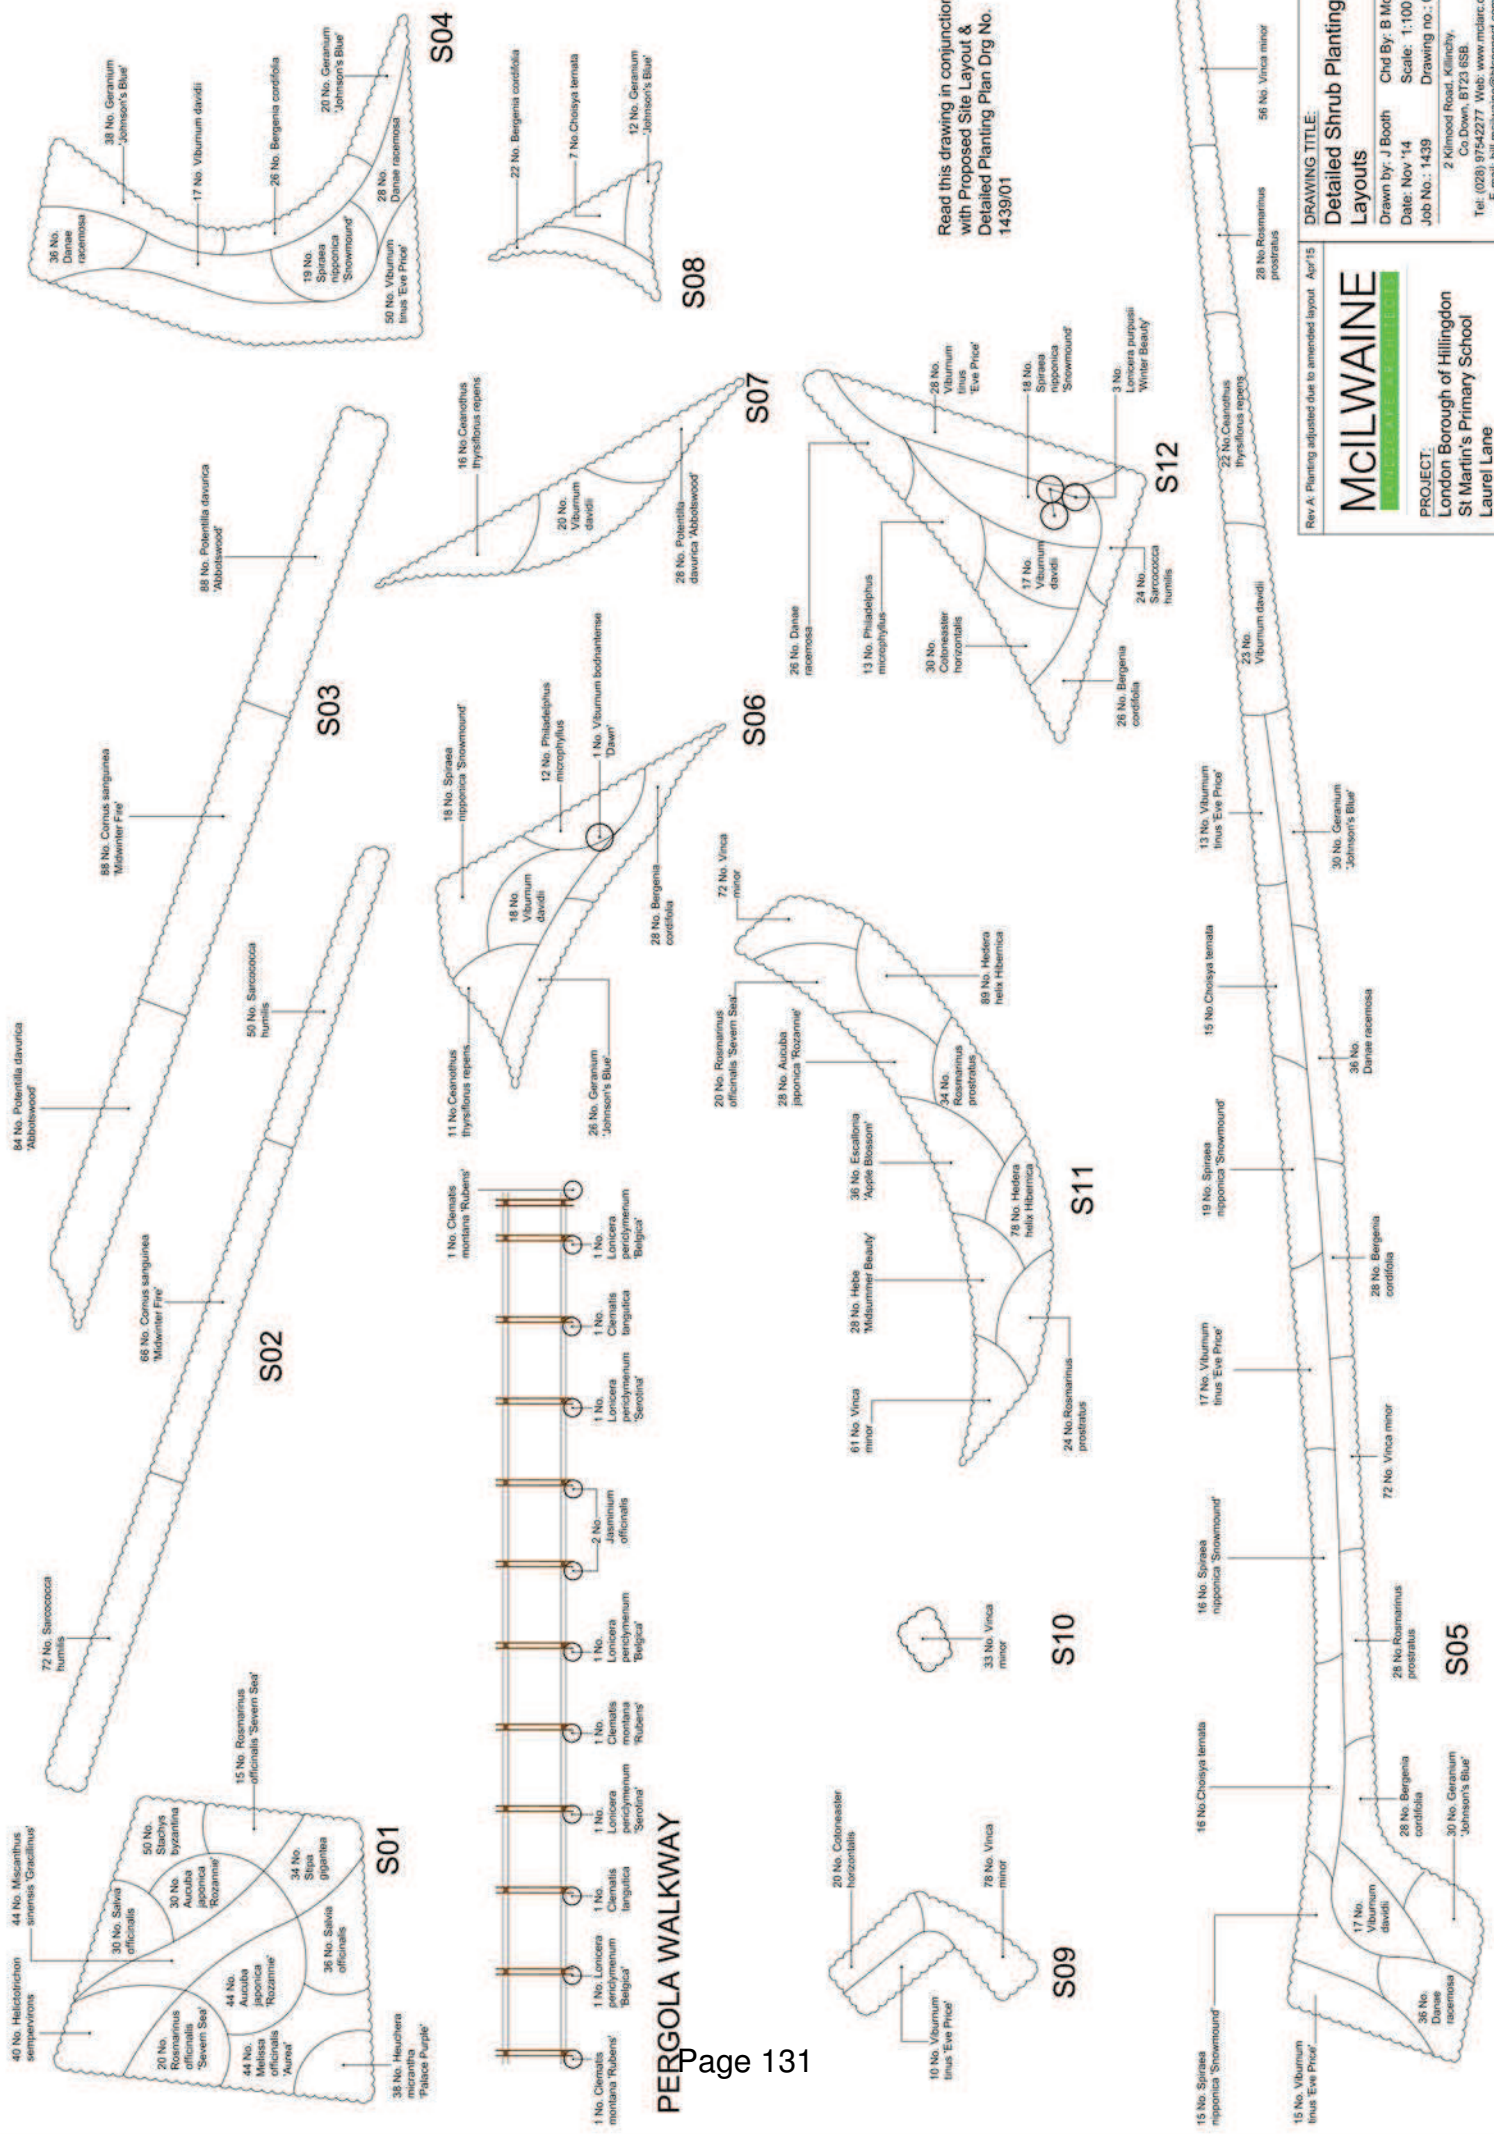 40 No. Helictotrichon
sempervirons
44 No. Miscanthus
sinensis 'Gracillinus'
30 No. Salvia
officinalis
50 No.
Stachys
byzantina
30 No.
Aucuba
japonica
'Rozannie'
15 No. Rosmarinus
officinalis 'Severn Sea'
20 No.
Rosmarinus
officinalis
'Severn Sea'
44 No.
Aucuba
japonica
'Rozannie'
34 No.
Stipa
gigantea
44 No.
Melissa
officinalis
'Aurea'
36 No. Salvia
officinalis
38 No. Heuchera
micrantha
'Palace Purple'
S01
72 No. Sarcococca
humilis
66 No. Cornus sanguinea
'Midwinter Fire'
50 No. Sarcococca
humilis
S02
84 No. Potentilla davurica
'Abbotswood'
88 No. Cornus sanguinea
'Midwinter Fire'
88 No. Potentilla davurica
'Abbotswood'
S03
36 No.
Danae
racemosa
38 No. Geranium
'Johnson's Blue'
17 No. Viburnum davidii
26 No. Bergenia cordifolia
19 No.
Spiraea
nipponica
'Snowmound'
20 No. Geranium
'Johnson's Blue'
28 No.
Danae racemosa
50 No. Viburnum
tinus 'Eve Price'
S04
1 No. Clematis
montana 'Rubens'
1 No. Lonicera
periclymenum
'Belgica'
1 No.
Clematis
tangutica
1 No.
Lonicera
periclymenum
'Serotina'
1 No.
Clematis
montana
'Rubens'
1 No.
Lonicera
periclymenum
'Belgica'
2 No.
Jasminium
officinalis
1 No.
Lonicera
periclymenum
'Serotina'
1 No.
Clematis
tangutica
1 No.
Lonicera
periclymenum
'Belgica'
1 No. Clematis
montana 'Rubens'
PERGOLA WALKWAY
18 No. Spiraea
nipponica 'Snowmound'
12 No. Philadelphus
microphyllus
1 No. Viburnum bodnantense
'Dawn'
18 No.
Viburnum
davidii
11 No.Ceanothus
thyrsiflorus repens
26 No. Geranium
'Johnson's Blue'
28 No. Bergenia
cordifolia
S06
16 No.Ceanothus
thyrsiflorus repens
20 No.
Viburnum
davidii
28 No. Potentilla
davurica 'Abbotswood'
S07
22 No. Bergenia cordifolia
7 No.Choisya ternata
12 No. Geranium
'Johnson's Blue'
S08
20 No. Cotoneaster
horizontalis
10 No. Viburnum
tinus 'Eve Price'
78 No. Vinca
minor
S09
33 No. Vinca
minor
S10
61 No. Vinca
minor
28 No. Hebe
'Midsummer Beauty'
36 No. Escallonia
'Apple Blossom'
28 No. Aucuba
japonica 'Rozannie'
20 No. Rosmarinus
officinalis 'Severn Sea'
72 No. Vinca
minor
89 No. Hedera
helix Hibernica
34 No.
Rosmarinus
prostratus
78 No. Hedera
helix Hibernica
24 No.Rosmarinus
prostratus
S11
26 No. Danae
racemosa
13 No. Philadelphus
microphyllus
30 No.
Cotoneaster
horizontalis
26 No. Bergenia
cordifolia
17 No.
Viburnum
davidii
24 No.
Sarcococca
humilis
28 No.
Viburnum
tinus
'Eve Price'
18 No.
Spiraea
nipponica
'Snowmound'
3 No.
Lonicera purpusii
'Winter Beauty'
S12
Read this drawing in conjunction
with Proposed Site Layout &
Detailed Planting Plan Drg No.
1439/01
15 No. Spiraea
nipponica 'Snowmound'
15 No. Viburnum
tinus 'Eve Price'
36 No.
Danae
racemosa
17 No.
Viburnum
davidii
30 No. Geranium
'Johnson's Blue'
28 No. Bergenia
cordifolia
16 No.Choisya ternata
28 No.Rosmarinus
prostratus
16 No. Spiraea
nipponica 'Snowmound'
72 No. Vinca minor
17 No. Viburnum
tinus 'Eve Price'
28 No. Bergenia
cordifolia
19 No. Spiraea
nipponica 'Snowmound'
36 No.
Danae racemosa
15 No.Choisya ternata
30 No. Geranium
'Johnson's Blue'
13 No. Viburnum
tinus 'Eve Price'
23 No.
Viburnum davidii
22 No.Ceanothus
thyrsiflorus repens
28 No.Rosmarinus
prostratus
56 No. Vinca minor
S05
Rev A: Planting adjusted due to amended layout Apr'15
MCILWAINE
LANDSCAPE ARCHITECTS
PROJECT:
London Borough of Hillingdon
St Martin's Primary School
Laurel Lane
DRAWING TITLE:
Detailed Shrub Planting
Layouts
Drawn by: J Booth Chd By: B
Date: Nov '14 Scale: 1:100
Job No.: 1439 Drawing no.:
2 Kilmood Road, Killinchy,
Co.Down, BT23 6SB.
Tel: (028) 97542277 Web:
Page 131